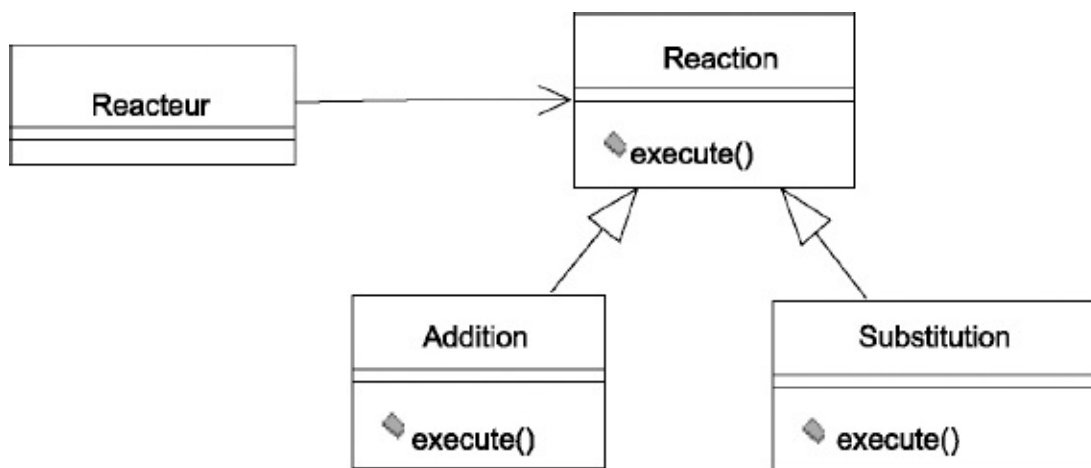 Reaction
Reacteur
execute()
Addition
Substitution
execute()
execute()